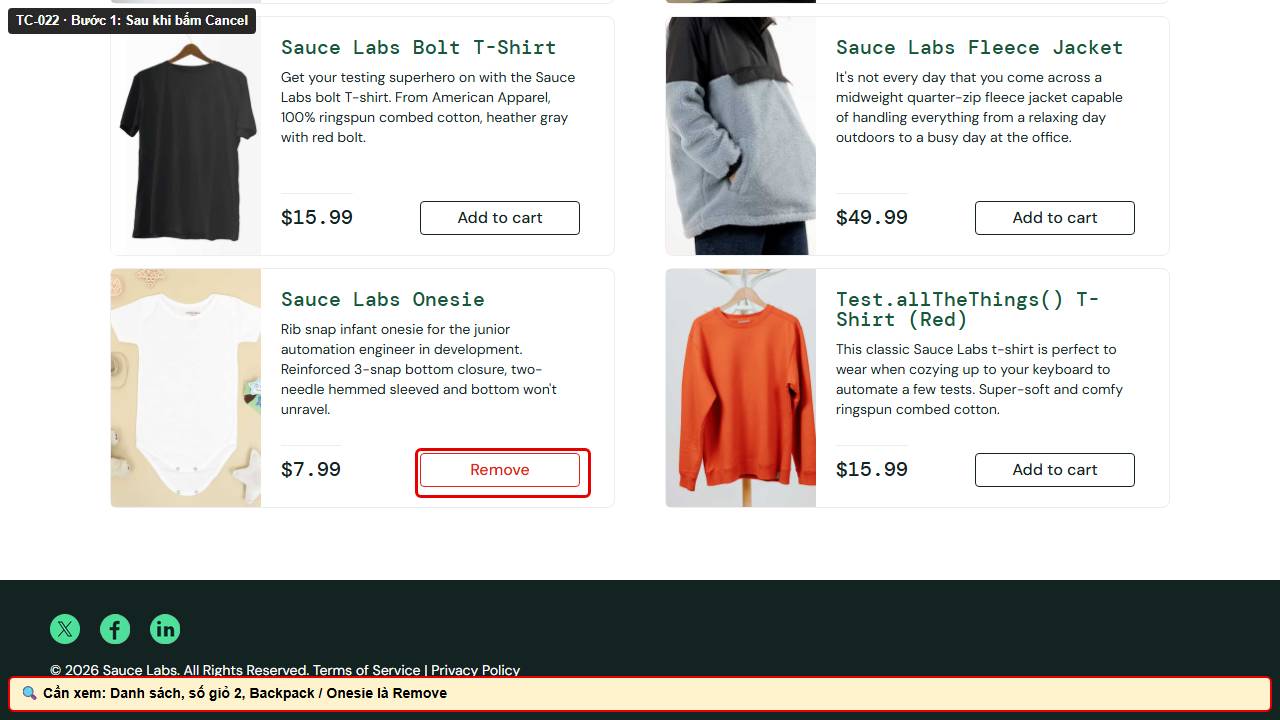 TC-022 · Bước 1: Sau khi bấm Cancel
Sauce Labs Bolt T-Shirt
Get your testing superhero on with the Sauce
Labs bolt T-shirt. From American Apparel,
100% ringspun combed cotton, heather gray
with red bolt.
$15.99
Add to cart
Sauce Labs Fleece Jacket
It's not every day that you come across a
midweight quarter-zip fleece jacket capable
of handling everything from a relaxing day
outdoors to a busy day at the office.
$49.99
Add to cart
Sauce Labs Onesie
Rib snap infant onesie for the junior
automation engineer in development.
Reinforced 3-snap bottom closure, two-
needle hemmed sleeved and bottom won't
unravel.
$7.99
Remove
Test.allTheThings() T-
Shirt (Red)
This classic Sauce Labs t-shirt is perfect to
wear when cozying up to your keyboard to
automate a few tests. Super-soft and comfy
ringspun combed cotton.
$15.99
Add to cart
© 2026 Sauce Labs. All Rights Reserved. Terms of Service | Privacy Policy
🔍 Cần xem: Danh sách, số giỏ 2, Backpack / Onesie là Remove